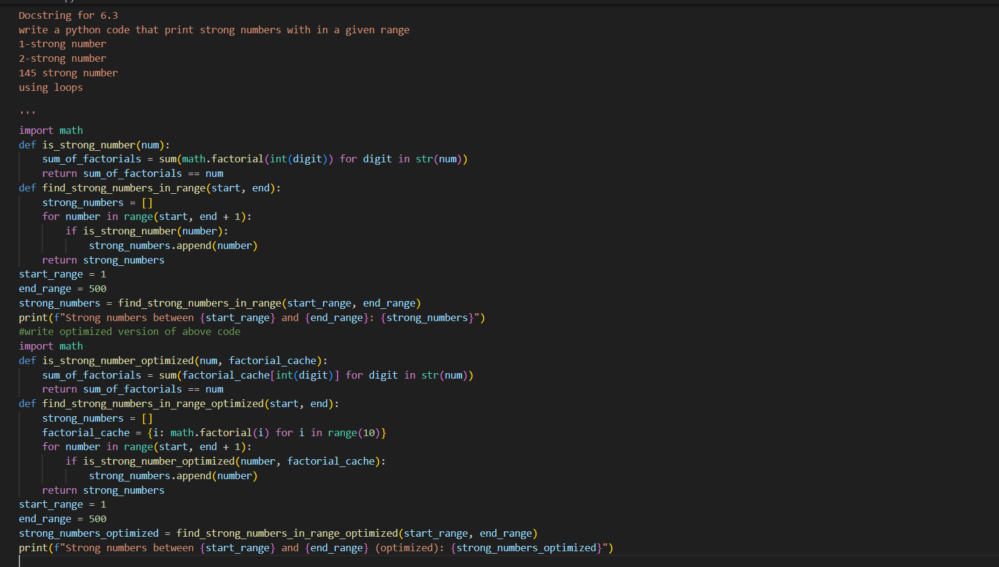 Docstring for 6.3
write a python code that print strong numbers with in a given range
1-strong number
2-strong number
145 strong number
using loops
'''
import math
def is_strong_number(num):
    sum_of_factorials = sum(math.factorial(int(digit)) for digit in str(num))
    return sum_of_factorials == num
def find_strong_numbers_in_range(start, end):
    strong_numbers = []
    for number in range(start, end + 1):
        if is_strong_number(number):
            strong_numbers.append(number)
    return strong_numbers
start_range = 1
end_range = 500
strong_numbers = find_strong_numbers_in_range(start_range, end_range)
print(f"Strong numbers between {start_range} and {end_range}: {strong_numbers}")
#write optimized version of above code
import math
def is_strong_number_optimized(num, factorial_cache):
    sum_of_factorials = sum(factorial_cache[int(digit)] for digit in str(num))
    return sum_of_factorials == num
def find_strong_numbers_in_range_optimized(start, end):
    strong_numbers = []
    factorial_cache = {i: math.factorial(i) for i in range(10)}
    for number in range(start, end + 1):
        if is_strong_number_optimized(number, factorial_cache):
            strong_numbers.append(number)
    return strong_numbers
start_range = 1
end_range = 500
strong_numbers_optimized = find_strong_numbers_in_range_optimized(start_range, end_range)
print(f"Strong numbers between {start_range} and {end_range} (optimized): {strong_numbers_optimized}")